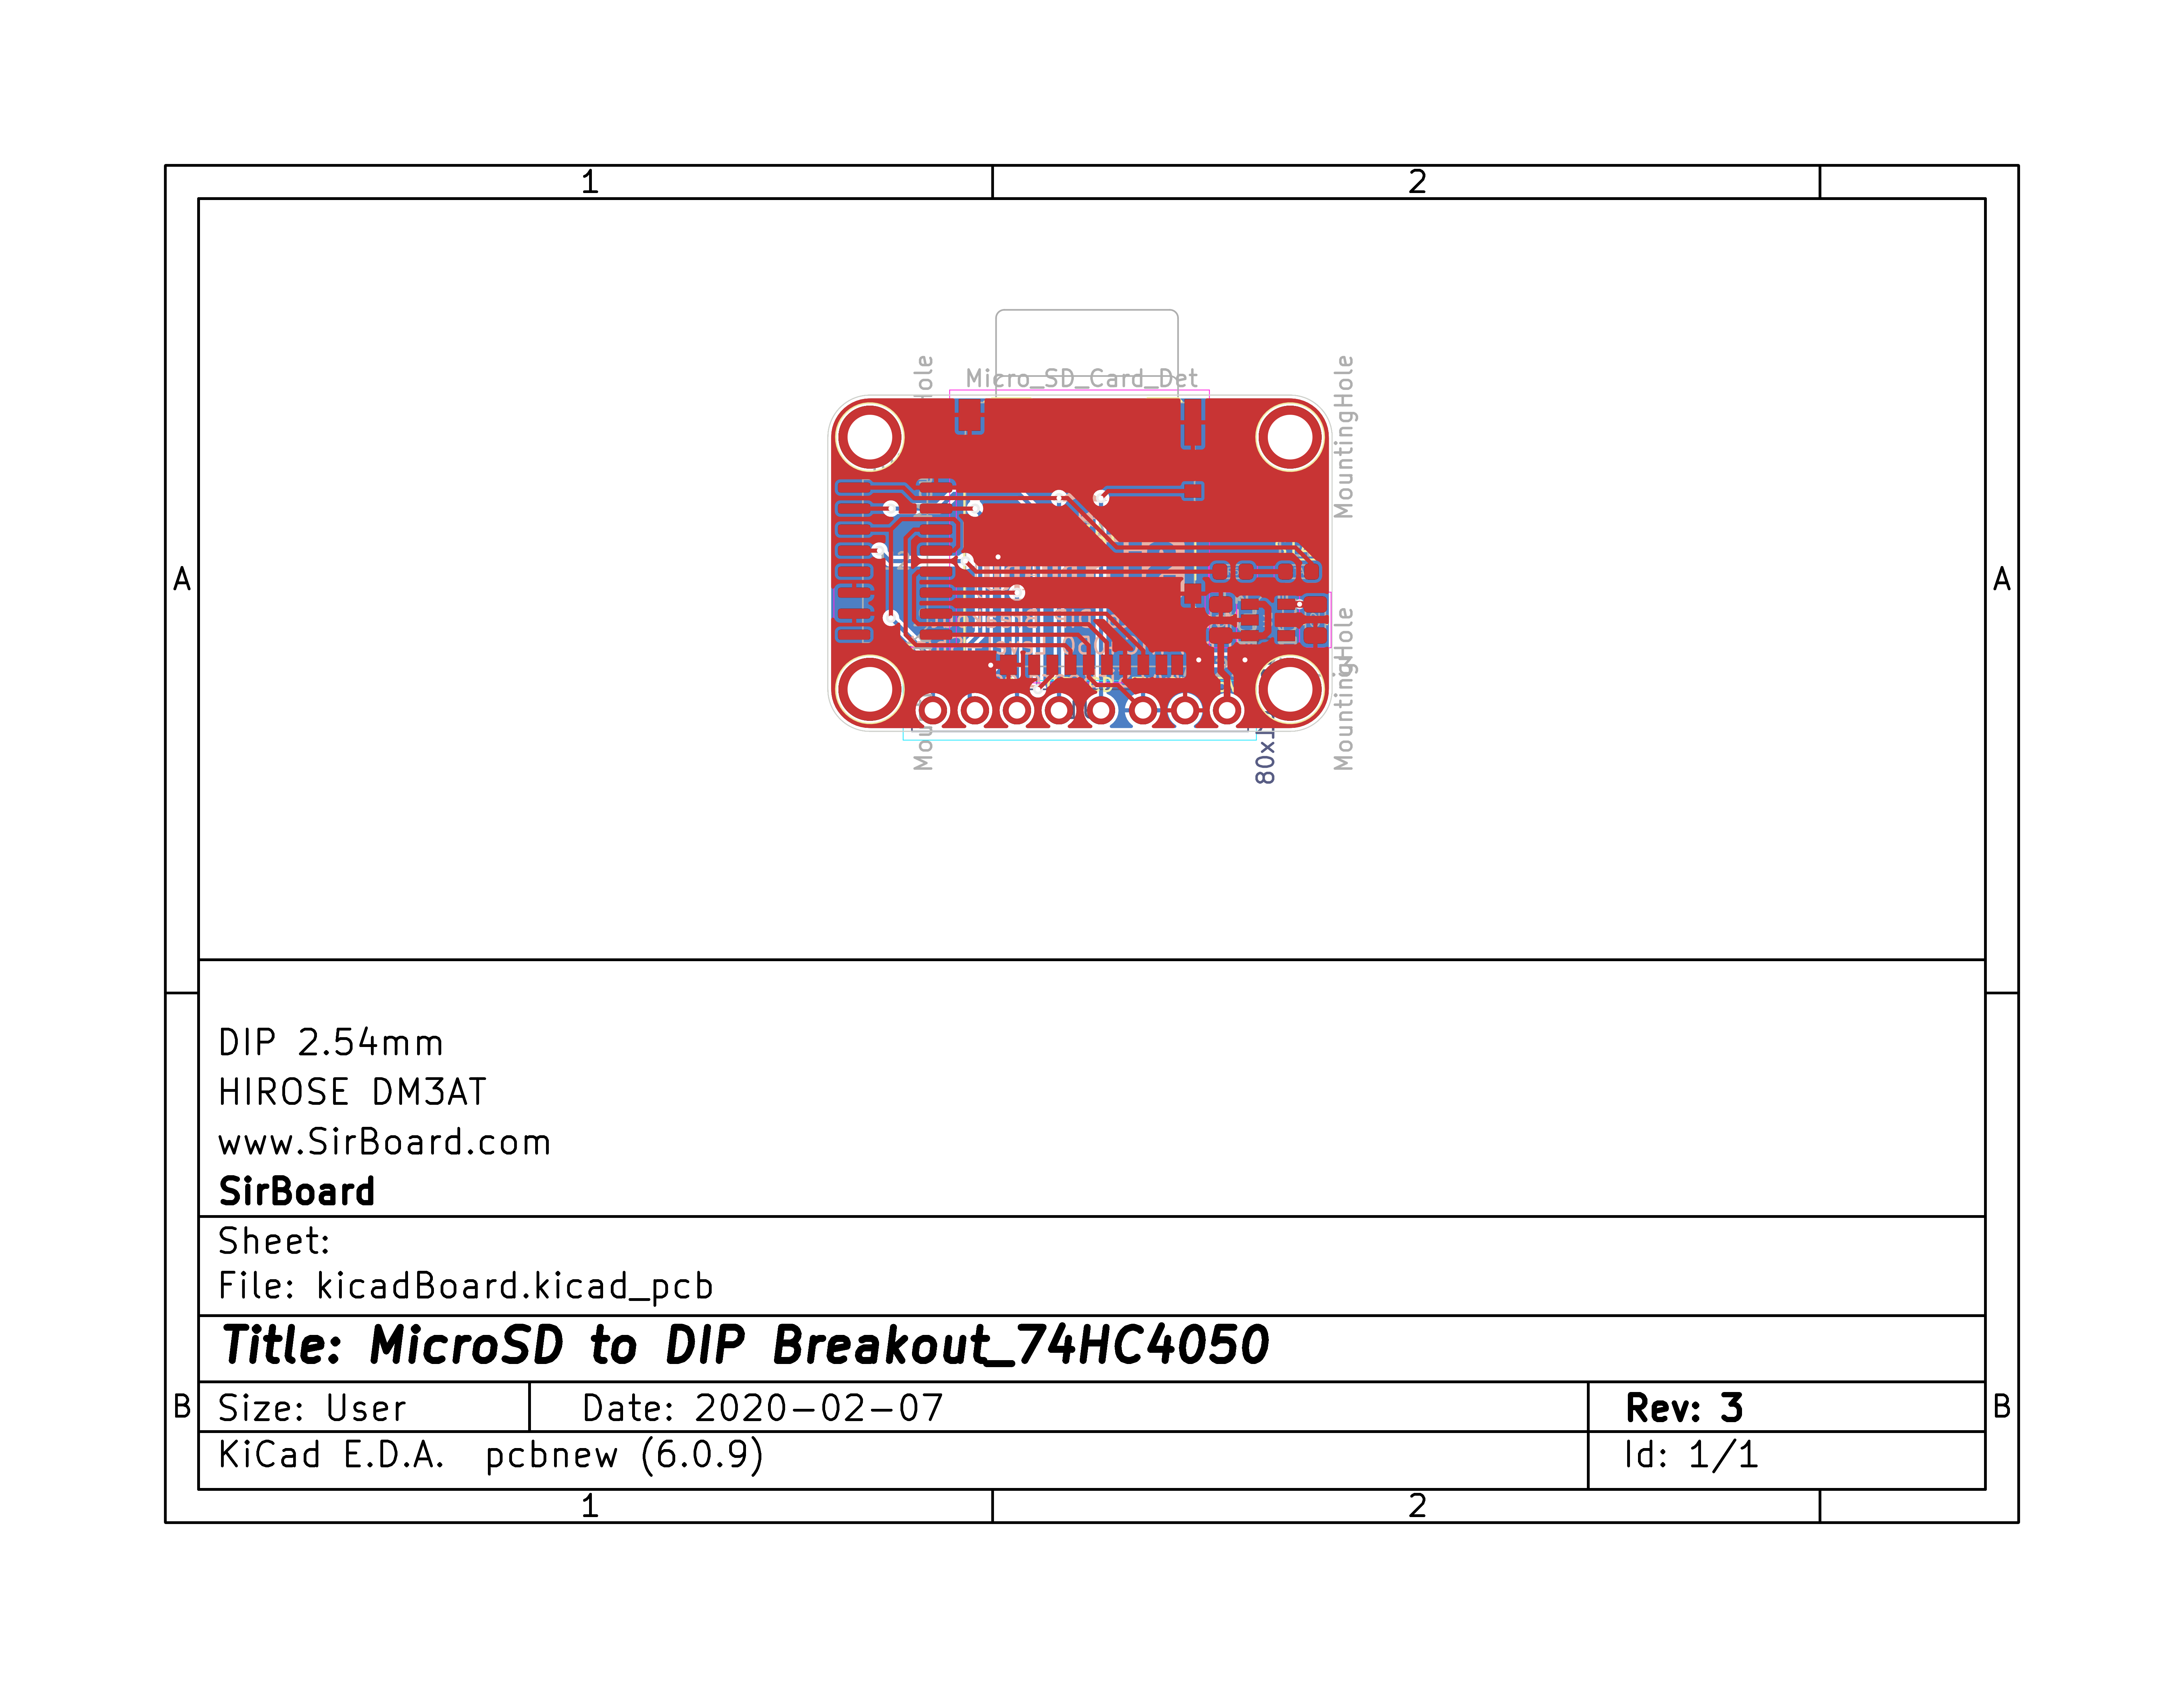 1 2
Micro_SD_Card_Det
MountingHole
A A
MountingHole
DIP 2.54mm
HIROSE DM3AT
www.SirBoard.com
SirBoard
Sheet:
File: kicadBoard.kicad_pcb
Title: MicroSD to DIP Breakout_74HC4050
B Size: User Date: 2020-02-07 Rev: 3 B
KiCad E.D.A. pcbnew (6.0.9) Id: 1/1
1 2